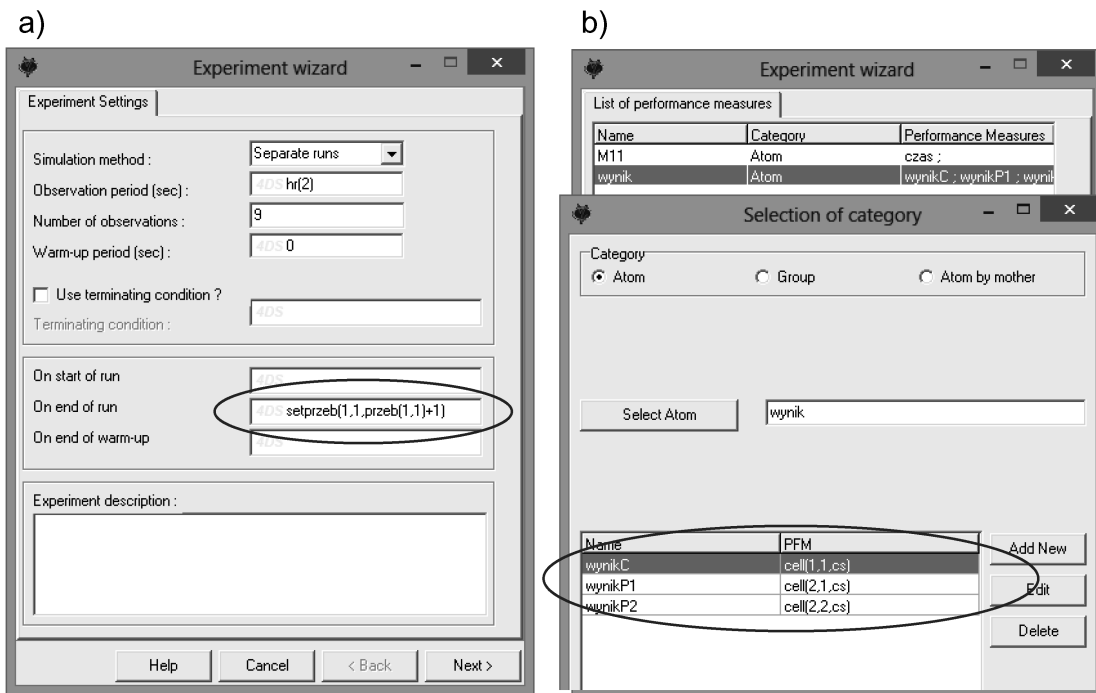 a)
Experiment wizard
Experiment Settings
Simulation method :
Separate runs
Observation period (sec) :
4DS hr(2)
Number of observations :
9
Warm-up period (sec) :
4DS 0
Use terminating condition ?
Terminating condition :
4DS
On start of run
4DS
On end of run
4DS setprzeb(1,1,przeb(1,1)+1)
On end of warm-up
4DS
Experiment description :
Help
Cancel
< Back
Next >
b)
Experiment wizard
List of performance measures
Name Category Performance Measures
M11 Atom czas ;
wynik Atom wynikC ; wynikP1 ; wynik
Selection of category
Category
Atom
Group
Atom by mother
Select Atom
wynik
Name PFM
wynikC cell(1,1,cs)
wynikP1 cell(2,1,cs)
wynikP2 cell(2,2,cs)
Add New
Edit
Delete